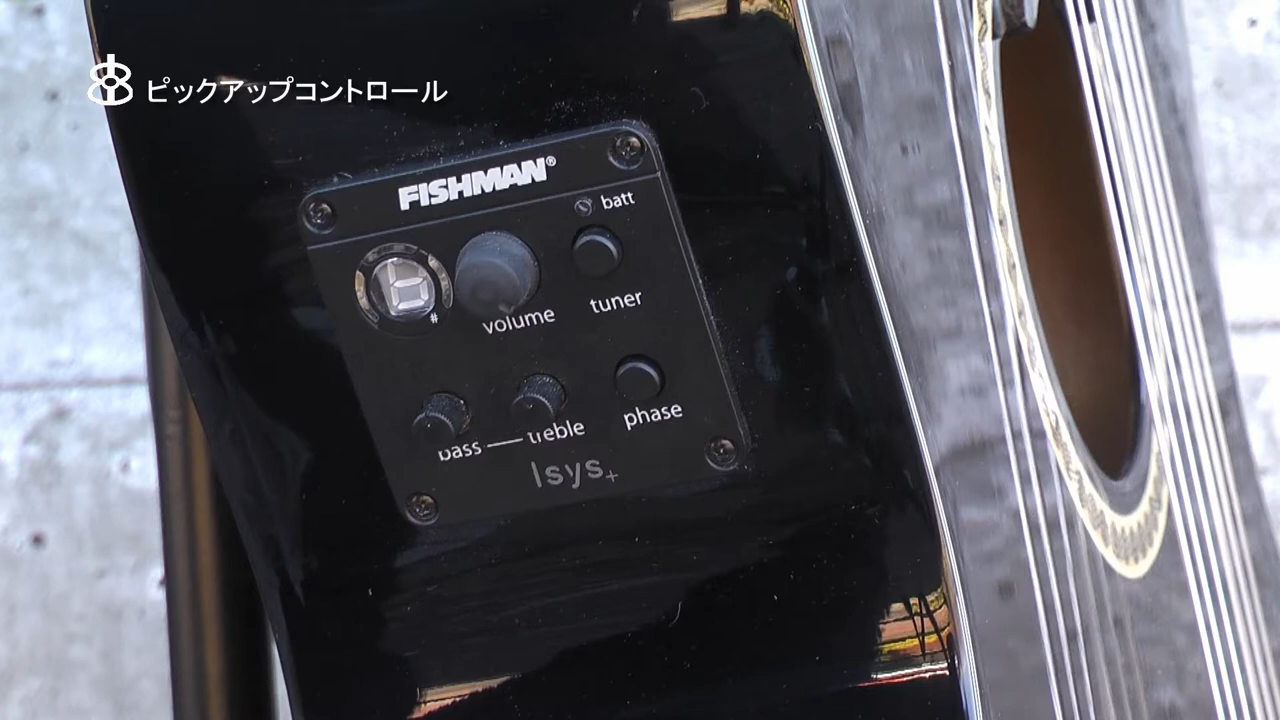 ピックアップコントロール
FISHMAN®
batt
volume
tuner
#
bass — treble
phase
Isys+